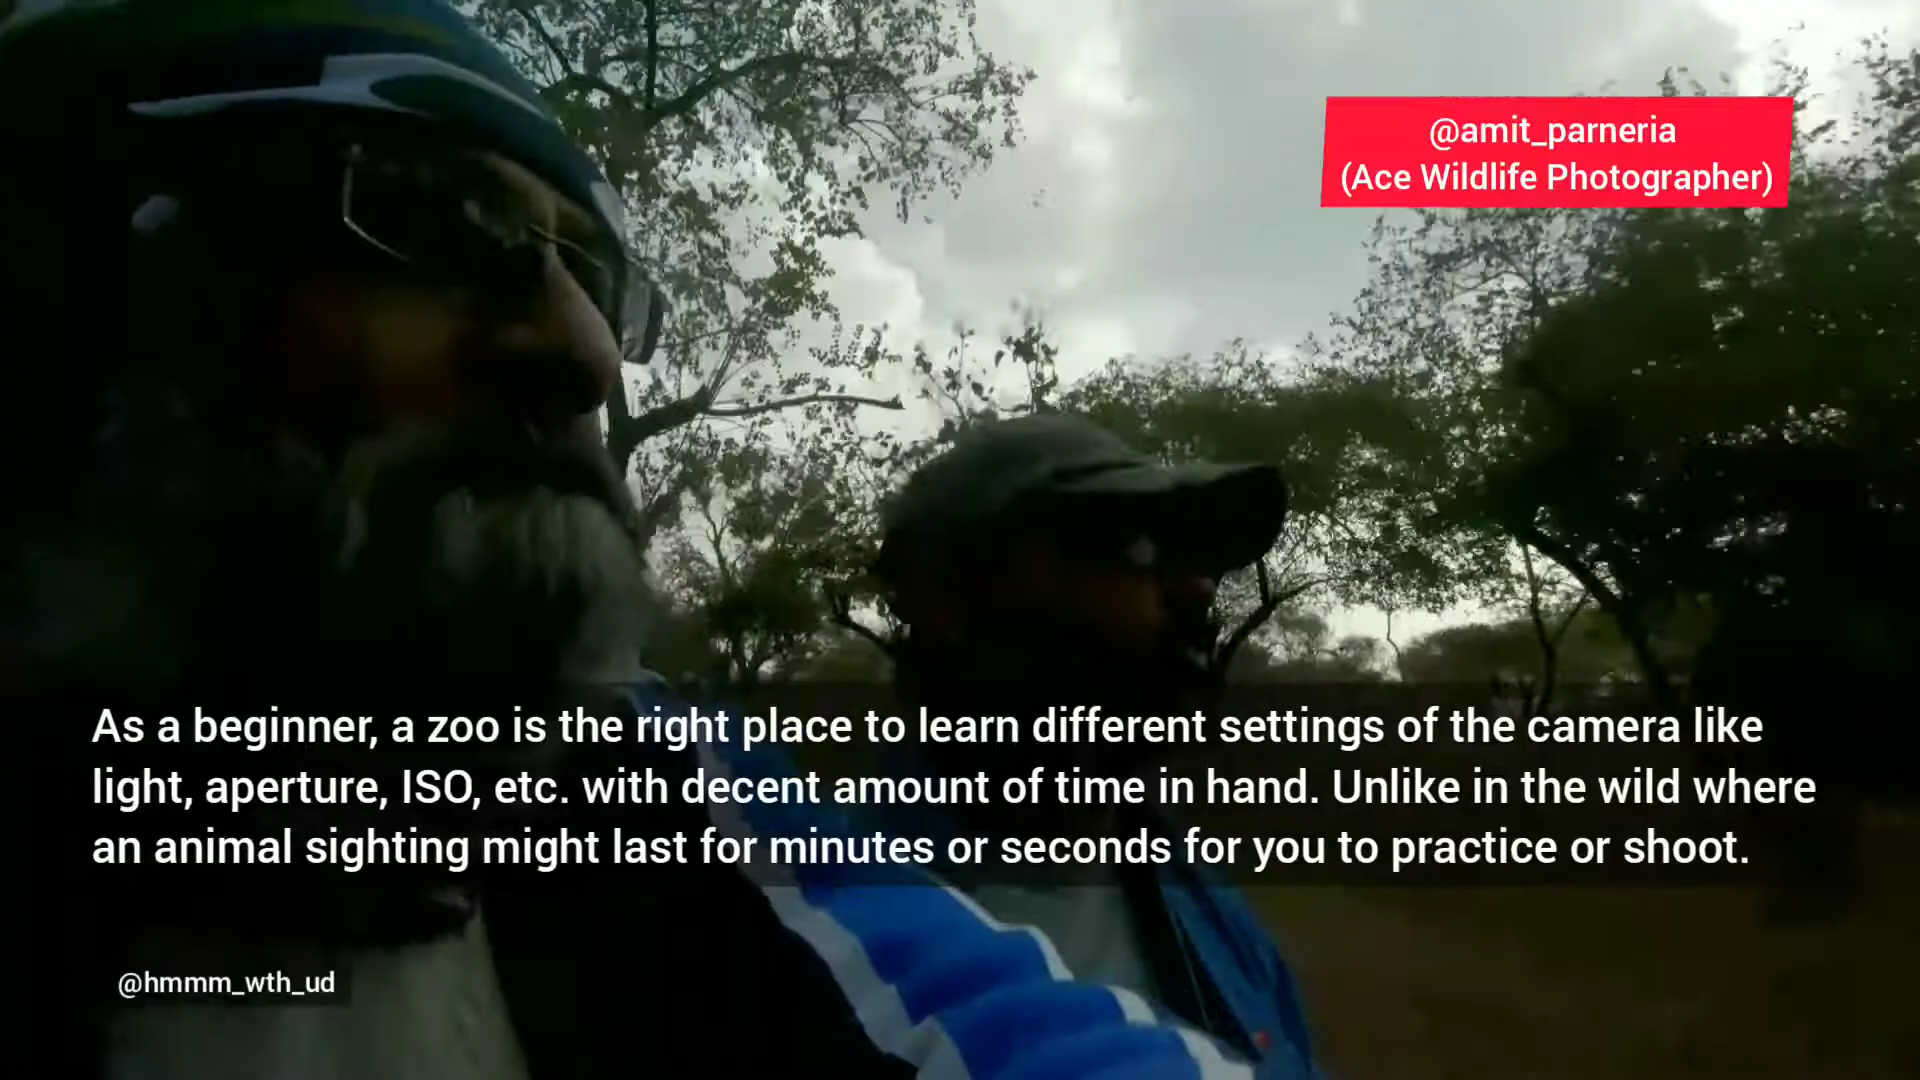 @amit_parneria
(Ace Wildlife Photographer)
As a beginner, a zoo is the right place to learn different settings of the camera like
light, aperture, ISO, etc. with decent amount of time in hand. Unlike in the wild where
an animal sighting might last for minutes or seconds for you to practice or shoot.
@hmmm_wth_ud